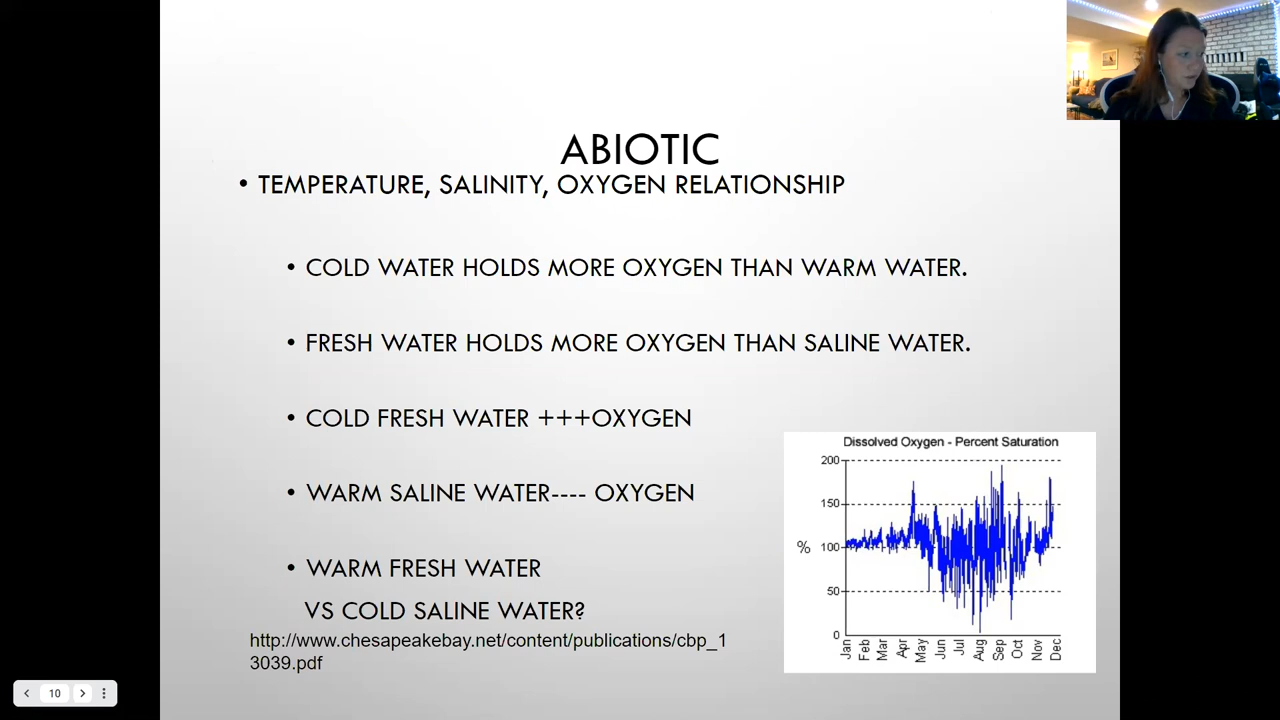 ABIOTIC
• TEMPERATURE, SALINITY, OXYGEN RELATIONSHIP
• COLD WATER HOLDS MORE OXYGEN THAN WARM WATER.
• FRESH WATER HOLDS MORE OXYGEN THAN SALINE WATER.
• COLD FRESH WATER +++OXYGEN
• WARM SALINE WATER---- OXYGEN
• WARM FRESH WATER
VS COLD SALINE WATER?
http://www.chesapeakebay.net/content/publications/cbp_1
3039.pdf
Dissolved Oxygen - Percent Saturation
200
150
%
100
50
0
Jan Feb Mar Apr May Jun Jul Aug Sep Oct Nov Dec
10